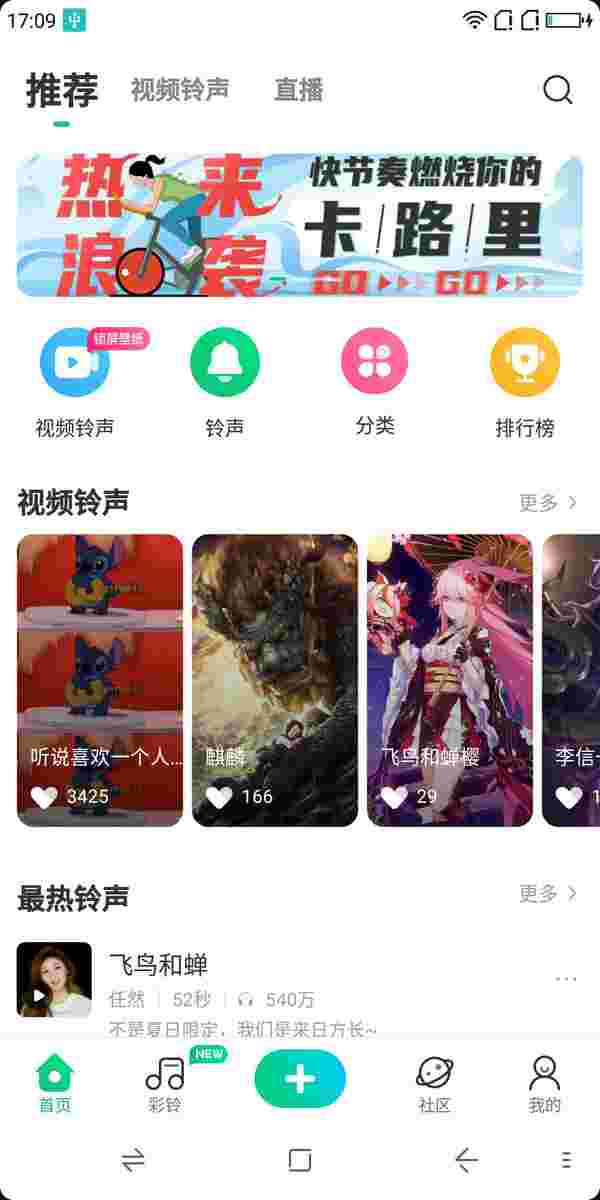 17:09
推荐
视频铃声
直播
热浪来袭
快节奏燃烧你的
卡路里
GO GO
锁屏壁纸
视频铃声
铃声
分类
排行榜
视频铃声
更多
听说喜欢一个人...
3425
麒麟
166
飞鸟和蝉樱
29
李信
最热铃声
更多
飞鸟和蝉
任然
52秒
540万
不是夏日限定，我们是来日方长~
NEW
首页
彩铃
社区
我的